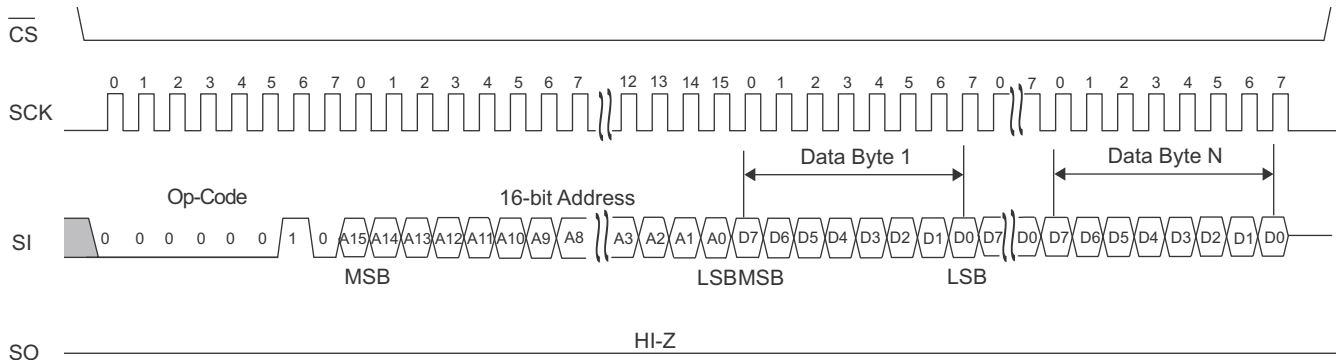 CS
SCK
0 1 2 3 4 5 6 7 0 1 2 3 4 5 6 7 12 13 14 15 0 1 2 3 4 5 6 7 0 7 0 1 2 3 4 5 6 7
Data Byte 1 Data Byte N
Op-Code 16-bit Address
SI 0 0 0 0 0 0 1 0 A15 A14 A13 A12 A11 A10 A9 A8 A3 A2 A1 A0 D7 D6 D5 D4 D3 D2 D1 D0 D7 D0 D7 D6 D5 D4 D3 D2 D1 D0
MSB LSB MSB LSB
HI-Z
SO